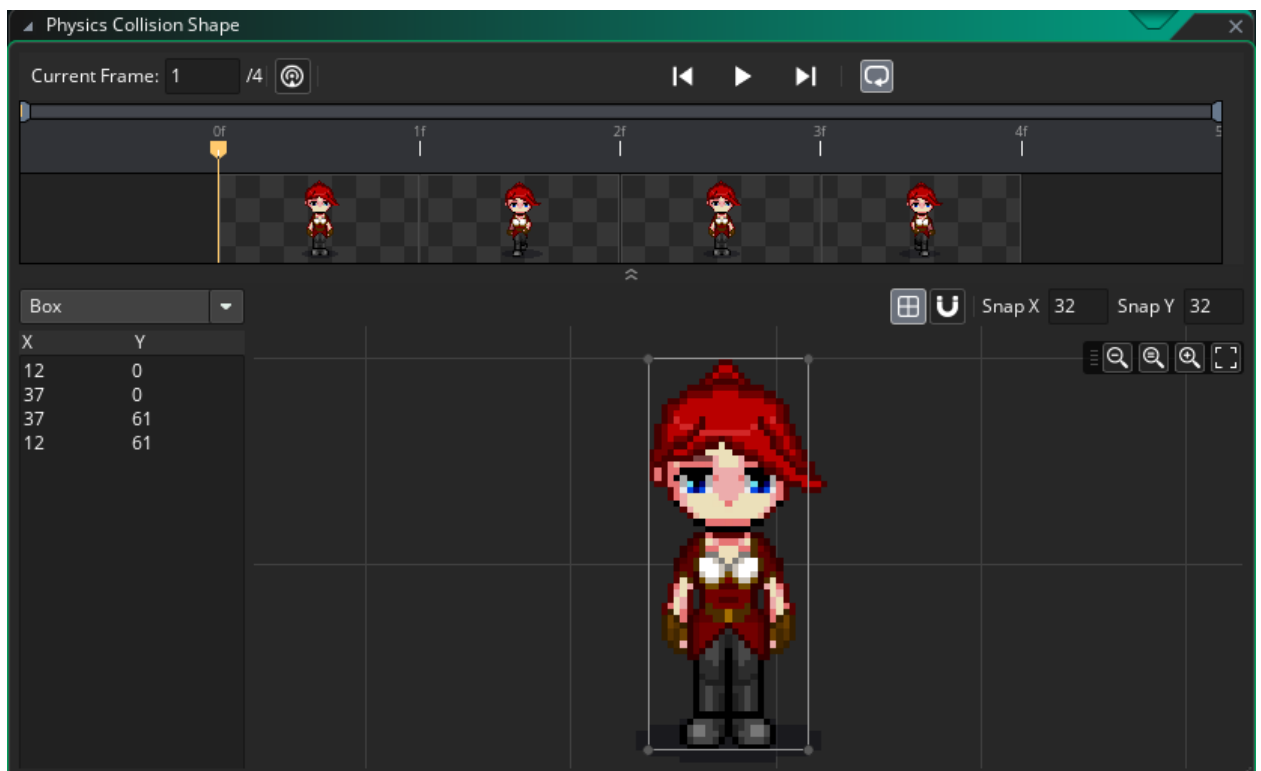 Physics Collision Shape
Current Frame: 1 /4
0f 1f 2f 3f 4f 5
Box Snap X 32 Snap Y 32
X Y
12 0
37 0
37 61
12 61